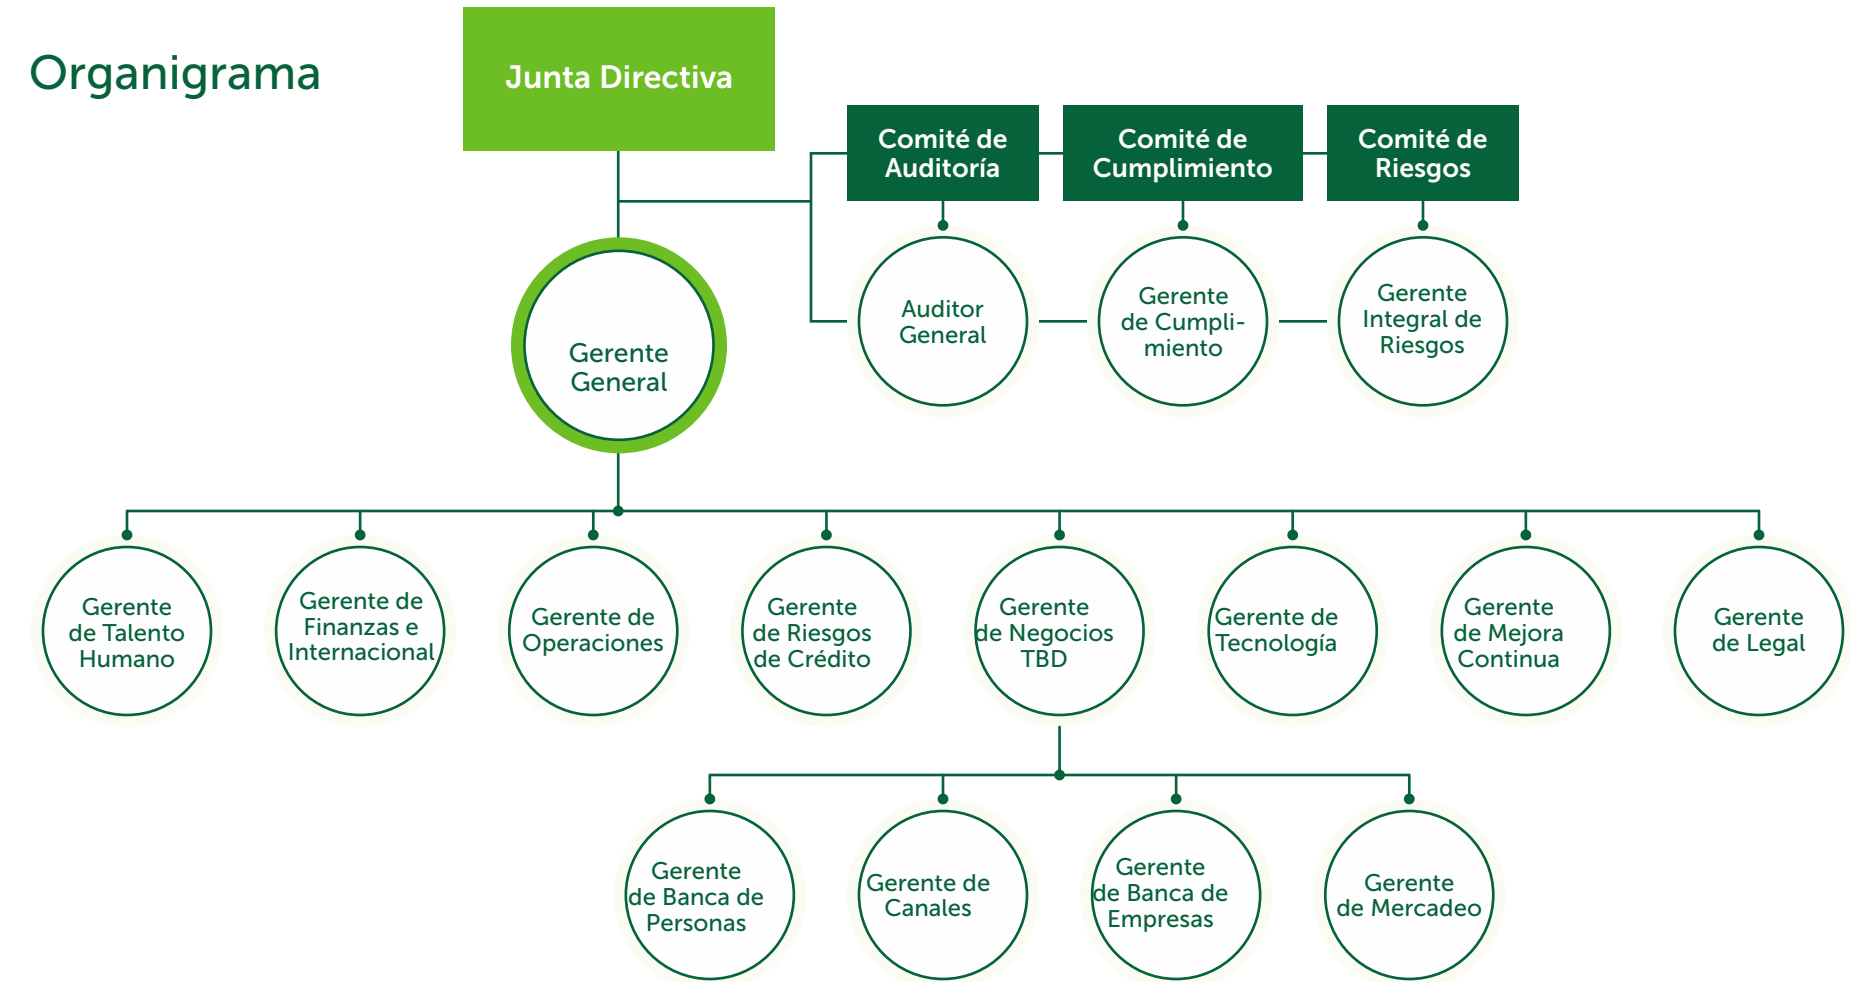 Organigrama
Junta Directiva
Comité de
Auditoría
Comité de
Cumplimiento
Comité de
Riesgos
Gerente
General
Auditor
General
Gerente
de Cumpli-
miento
Gerente
Integral de
Riesgos
Gerente
de Talento
Humano
Gerente de
Finanzas e
Internacional
Gerente de
Operaciones
Gerente
de Riesgos
de Crédito
Gerente
de Negocios
TBD
Gerente de
Tecnología
Gerente
de Mejora
Continua
Gerente
de Legal
Gerente
de Banca de
Personas
Gerente de
Canales
Gerente
de Banca de
Empresas
Gerente
de Mercadeo